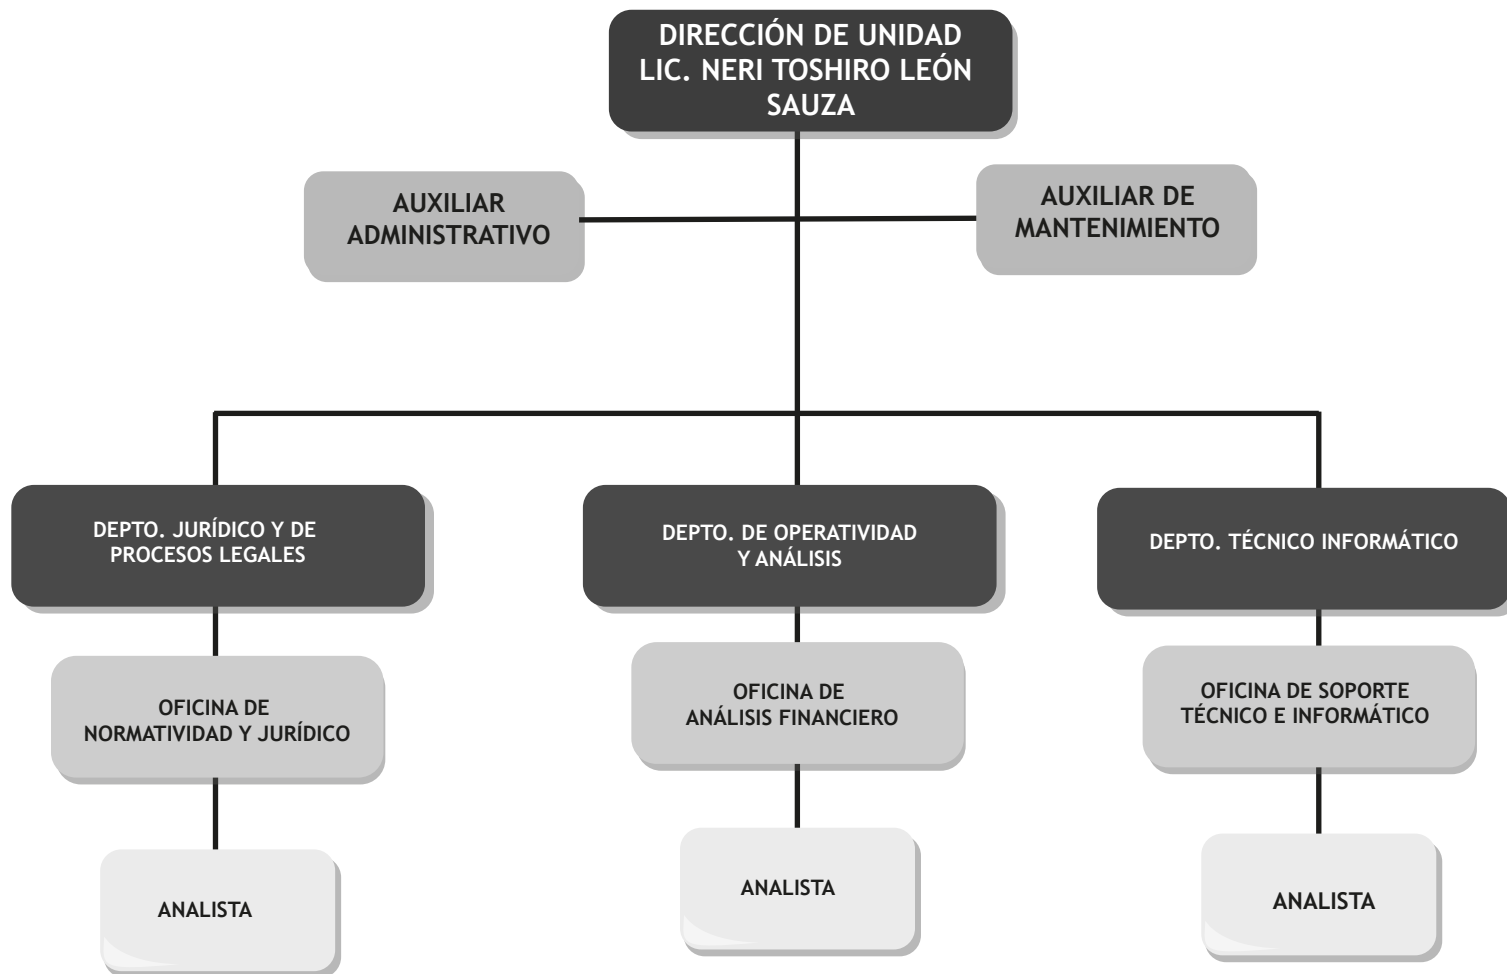 DIRECCIÓN DE UNIDAD
LIC. NERI TOSHIRO LEÓN
SAUZA
AUXILIAR
ADMINISTRATIVO
AUXILIAR DE
MANTENIMIENTO
DEPTO. JURÍDICO Y DE
PROCESOS LEGALES
DEPTO. DE OPERATIVIDAD
Y ANÁLISIS
DEPTO. TÉCNICO INFORMÁTICO
OFICINA DE
NORMATIVIDAD Y JURÍDICO
OFICINA DE
ANÁLISIS FINANCIERO
OFICINA DE SOPORTE
TÉCNICO E INFORMÁTICO
ANALISTA
ANALISTA
ANALISTA